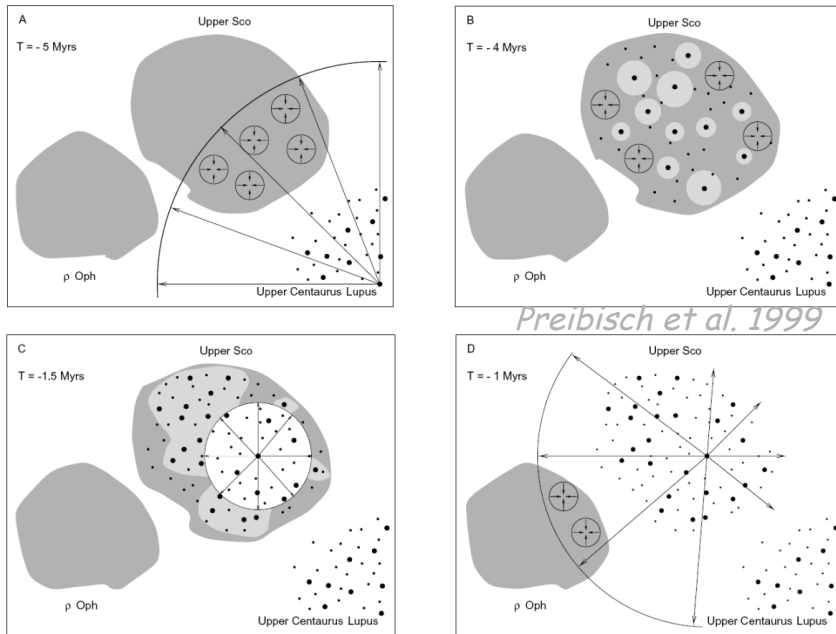 A
Upper Sco
T = - 5 Myrs
ρ Oph
Upper Centaurus Lupus
B
Upper Sco
T = - 4 Myrs
ρ Oph
Upper Centaurus Lupus
Preibisch et al. 1999
C
Upper Sco
T = -1.5 Myrs
ρ Oph
Upper Centaurus Lupus
D
Upper Sco
T = - 1 Myrs
ρ Oph
Upper Centaurus Lupus